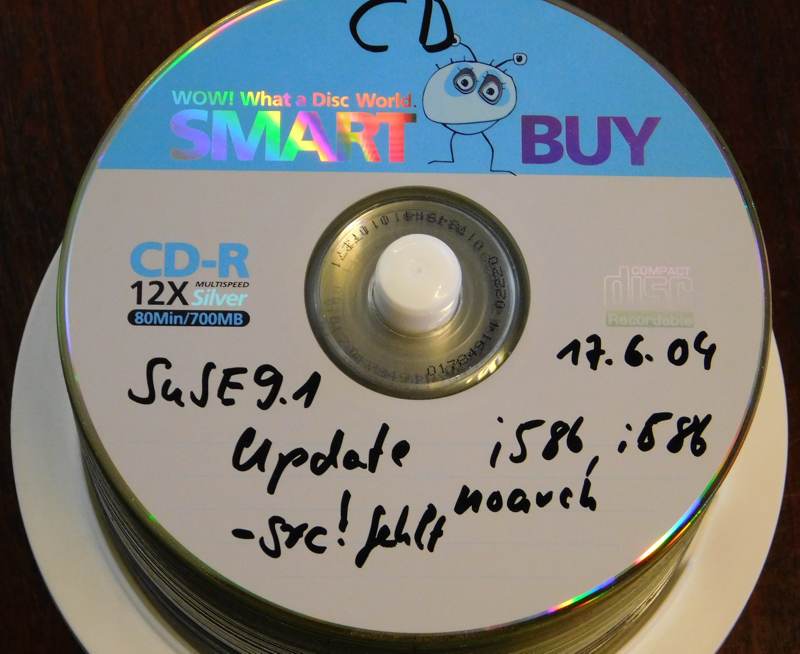 CD
WOW! What a Disc World.
SMART BUY
CD-R
12X MULTISPEED Silver
80Min/700MB
COMPACT
disc
Recordable
17.6.04
SuSE9.1
Update i586, i586
noarch
-src! fehlt